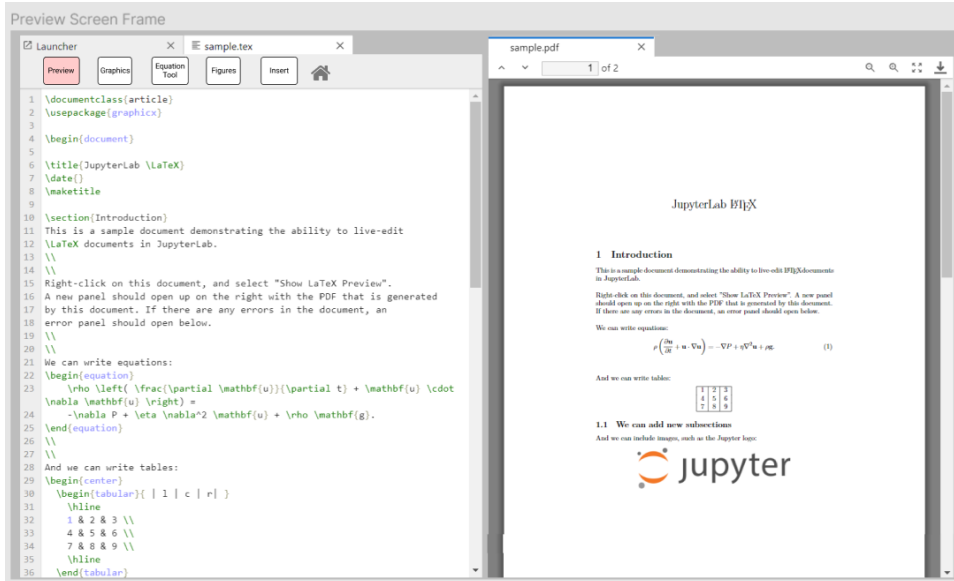 Preview Screen Frame
Launcher
sample.tex
Preview
Graphics
Equation
Tool
Figures
Insert
1 \documentclass{article}
2 \usepackage{graphicx}
3
4 \begin{document}
5
6 \title{JupyterLab \LaTeX}
7 \date{}
8 \maketitle
9
10 \section{Introduction}
11 This is a sample document demonstrating the ability to live-edit
12 \LaTeX documents in JupyterLab.
13 \\
14 \\
15 Right-click on this document, and select "Show LaTeX Preview".
16 A new panel should open up on the right with the PDF that is generated
17 by this document. If there are any errors in the document, an
18 error panel should open below.
19 \\
20 \\
21 We can write equations:
22 \begin{equation}
23 \rho \left( \frac{\partial \mathbf{u}}{\partial t} + \mathbf{u} \cdot
\nabla \mathbf{u} \right) =
24 -\nabla P + \eta \nabla^2 \mathbf{u} + \rho \mathbf{g}.
25 \end{equation}
26 \\
27 \\
28 And we can write tables:
29 \begin{center}
30 \begin{tabular}{ | l | c | r| }
31 \hline
32 1 & 2 & 3 \\
33 4 & 5 & 6 \\
34 7 & 8 & 9 \\
35 \hline
36 \end{tabular}
sample.pdf
1 of 2
JupyterLab LATEX
1 Introduction
This is a sample document demonstrating the ability to live-edit LATEXdocuments
in JupyterLab.
Right-click on this document, and select "Show LaTeX Preview". A new panel
should open up on the right with the PDF that is generated by this document.
If there are any errors in the document, an error panel should open below.
We can write equations:
ρ(∂u/∂t + u · ∇u) = −∇P + η∇²u + ρg. (1)
And we can write tables:
1 2 3
4 5 6
7 8 9
1.1 We can add new subsections
And we can include images, such as the Jupyter logo:
jupyter